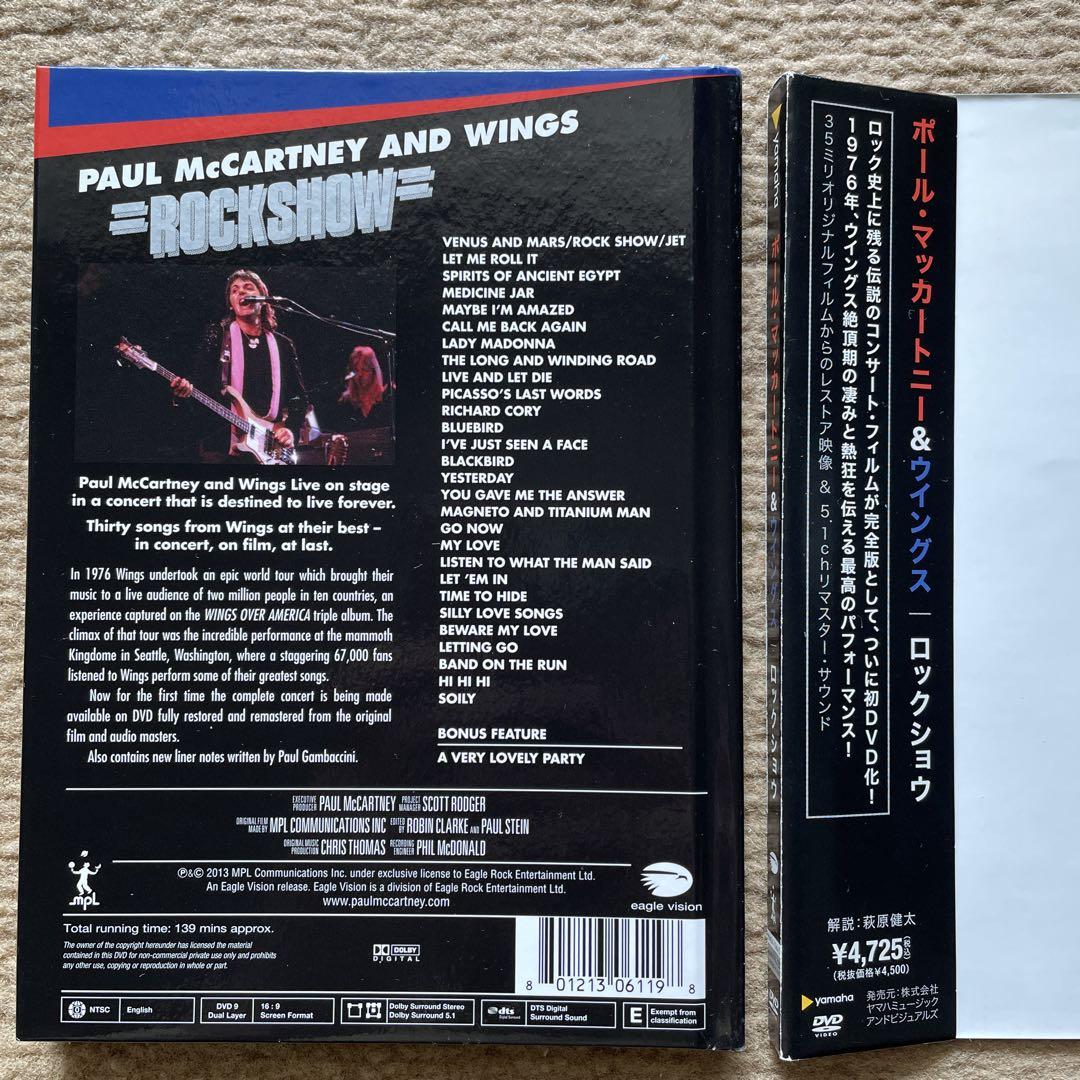 PAUL McCARTNEY AND WINGS
ROCKSHOW
VENUS AND MARS/ROCK SHOW/JET
LET ME ROLL IT
SPIRITS OF ANCIENT EGYPT
MEDICINE JAR
MAYBE I'M AMAZED
CALL ME BACK AGAIN
LADY MADONNA
THE LONG AND WINDING ROAD
LIVE AND LET DIE
PICASSO'S LAST WORDS
RICHARD CORY
BLUEBIRD
I'VE JUST SEEN A FACE
BLACKBIRD
YESTERDAY
YOU GAVE ME THE ANSWER
MAGNETO AND TITANIUM MAN
GO NOW
MY LOVE
LISTEN TO WHAT THE MAN SAID
LET 'EM IN
TIME TO HIDE
SILLY LOVE SONGS
BEWARE MY LOVE
LETTING GO
BAND ON THE RUN
HI HI HI
SOILY
BONUS FEATURE
A VERY LOVELY PARTY
Paul McCartney and Wings Live on stage
in a concert that is destined to live forever.
Thirty songs from Wings at their best –
in concert, on film, at last.
In 1976 Wings undertook an epic world tour which brought their
music to a live audience of two million people in ten countries, an
experience captured on the WINGS OVER AMERICA triple album. The
climax of that tour was the incredible performance at the mammoth
Kingdome in Seattle, Washington, where a staggering 67,000 fans
listened to Wings perform some of their greatest songs.
Now for the first time the complete concert is being made
available on DVD fully restored and remastered from the original
film and audio masters.
Also contains new liner notes written by Paul Gambaccini.
EXECUTIVE PRODUCER PAUL McCARTNEY PROJECT MANAGER SCOTT RODGER
ORIGINAL FILM MADE BY MPL COMMUNICATIONS INC EDITED BY ROBIN CLARKE AND PAUL STEIN
ORIGINAL MUSIC PRODUCTION CHRIS THOMAS RECORDING ENGINEER PHIL McDONALD
MPL
℗&© 2013 MPL Communications Inc. under exclusive license to Eagle Rock Entertainment Ltd.
An Eagle Vision release. Eagle Vision is a division of Eagle Rock Entertainment Ltd.
www.paulmccartney.com
eagle vision
Total running time: 139 mins approx.
The owner of the copyright hereunder has licensed the material
contained in this DVD for non-commercial private use only and prohibits
any other use, copying or reproduction in whole or part.
DOLBY
DIGITAL
8 01213 06119 8
NTSC
English
DVD 9
Dual Layer
16 : 9
Screen Format
Dolby Surround Stereo
Dolby Surround 5.1
dts Digital Surround
DTS Digital
Surround Sound
E
Exempt from
classification
yamaha
ポール・マッカートニー&ウイングス
ロックショウ
DVD
ポール・マッカートニー&ウイングス | ロックショウ
ロック史上に残る伝説のコンサート・フィルムが完全版として、ついに初DVD化!
1976年、ウイングス絶頂期の凄みと熱狂を伝える最高のパフォーマンス!
35ミリオリジナルフィルムからのレストア映像 & 5.1chリマスター・サウンド
解説:萩原健太
¥4,725(税込)
(税抜価格¥4,500)
yamaha
発売元:株式会社
ヤマハミュージック
アンドビジュアルズ
DVD
VIDEO